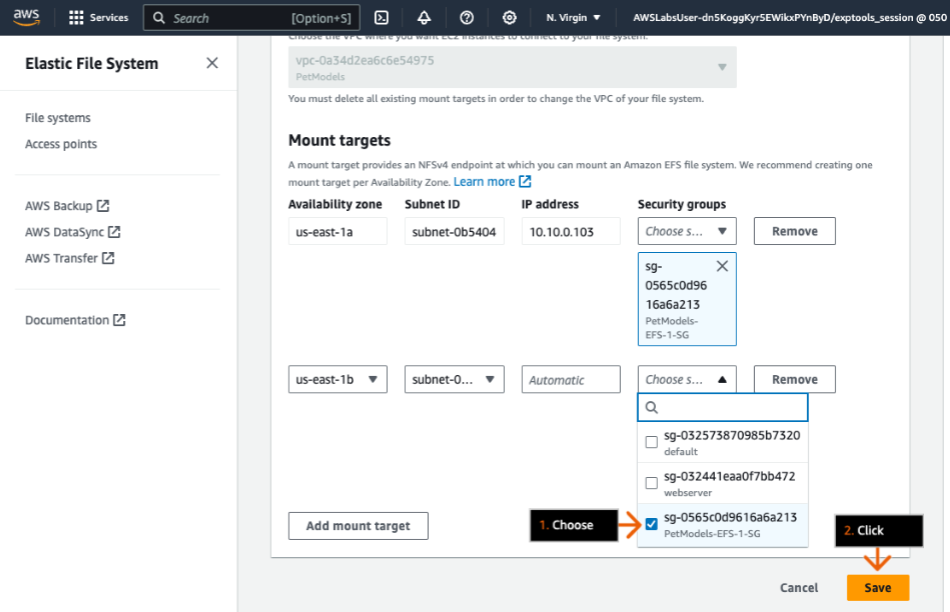 aws
Services
Search
[Option+S]
N. Virgin
AWSLabsUser-dn5KoggKyr5EWikxPYnByD/exptools_session @ 050
Elastic File System
File systems
Access points
AWS Backup
AWS DataSync
AWS Transfer
Documentation
Choose the VPC where you want EC2 instances to connect to your file system.
vpc-0a34d2ea6c6e54975
PetModels
You must delete all existing mount targets in order to change the VPC of your file system.
Mount targets
A mount target provides an NFSv4 endpoint at which you can mount an Amazon EFS file system. We recommend creating one
mount target per Availability Zone. Learn more
Availability zone
Subnet ID
IP address
Security groups
us-east-1a
subnet-0b5404
10.10.0.103
Choose s...
Remove
sg-
0565c0d96
16a6a213
PetModels-
EFS-1-SG
us-east-1b
subnet-0...
Automatic
Choose s...
Remove
sg-032573870985b7320
default
sg-032441eaa0f7bb472
webserver
sg-0565c0d9616a6a213
PetModels-EFS-1-SG
Add mount target
1. Choose
2. Click
Cancel
Save